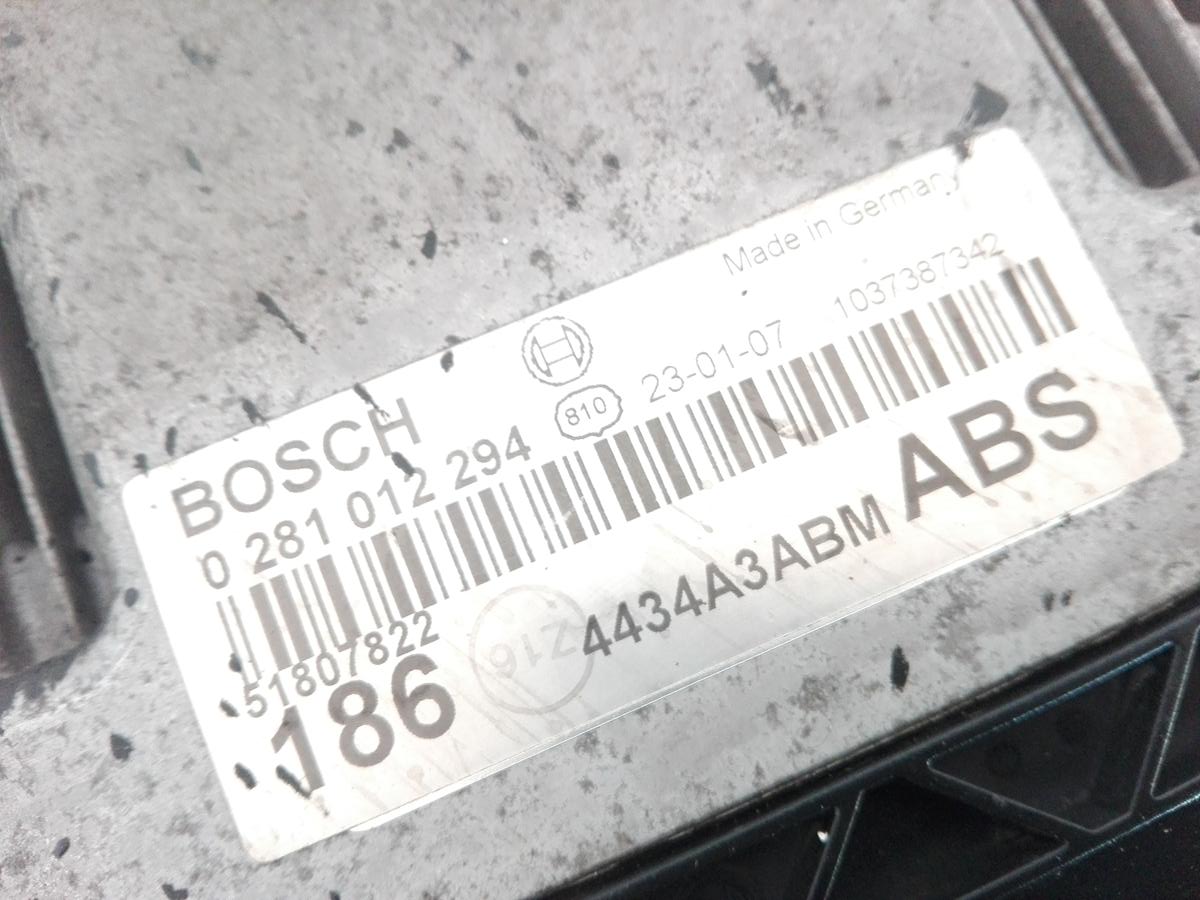 Made in Germany
BOSCH
0 281 012 294 810 23-01-07 1037387342
51807822
186 Z16 4434A3ABM ABS